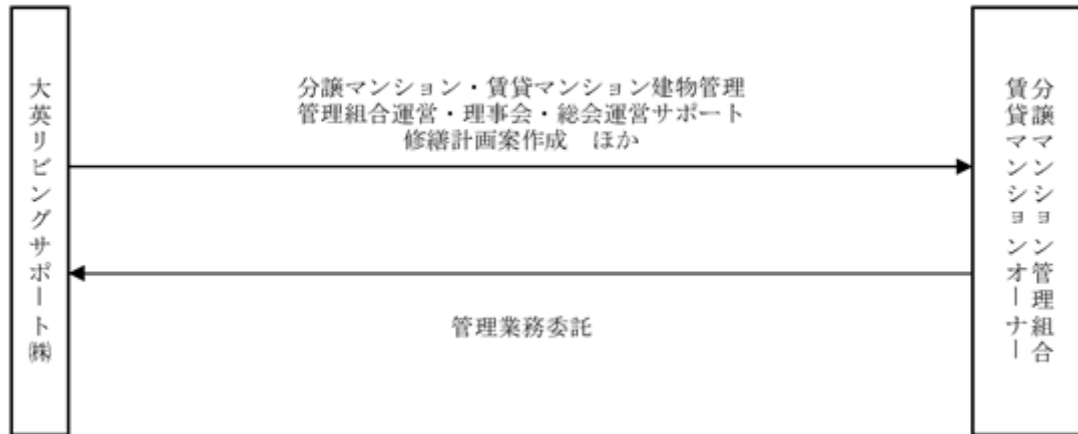 大英リビングサポート㈱
分譲マンション・賃貸マンション建物管理
管理組合運営・理事会・総会運営サポート
修繕計画案作成　ほか
管理業務委託
分譲マンション管理組合
賃貸マンションオーナー